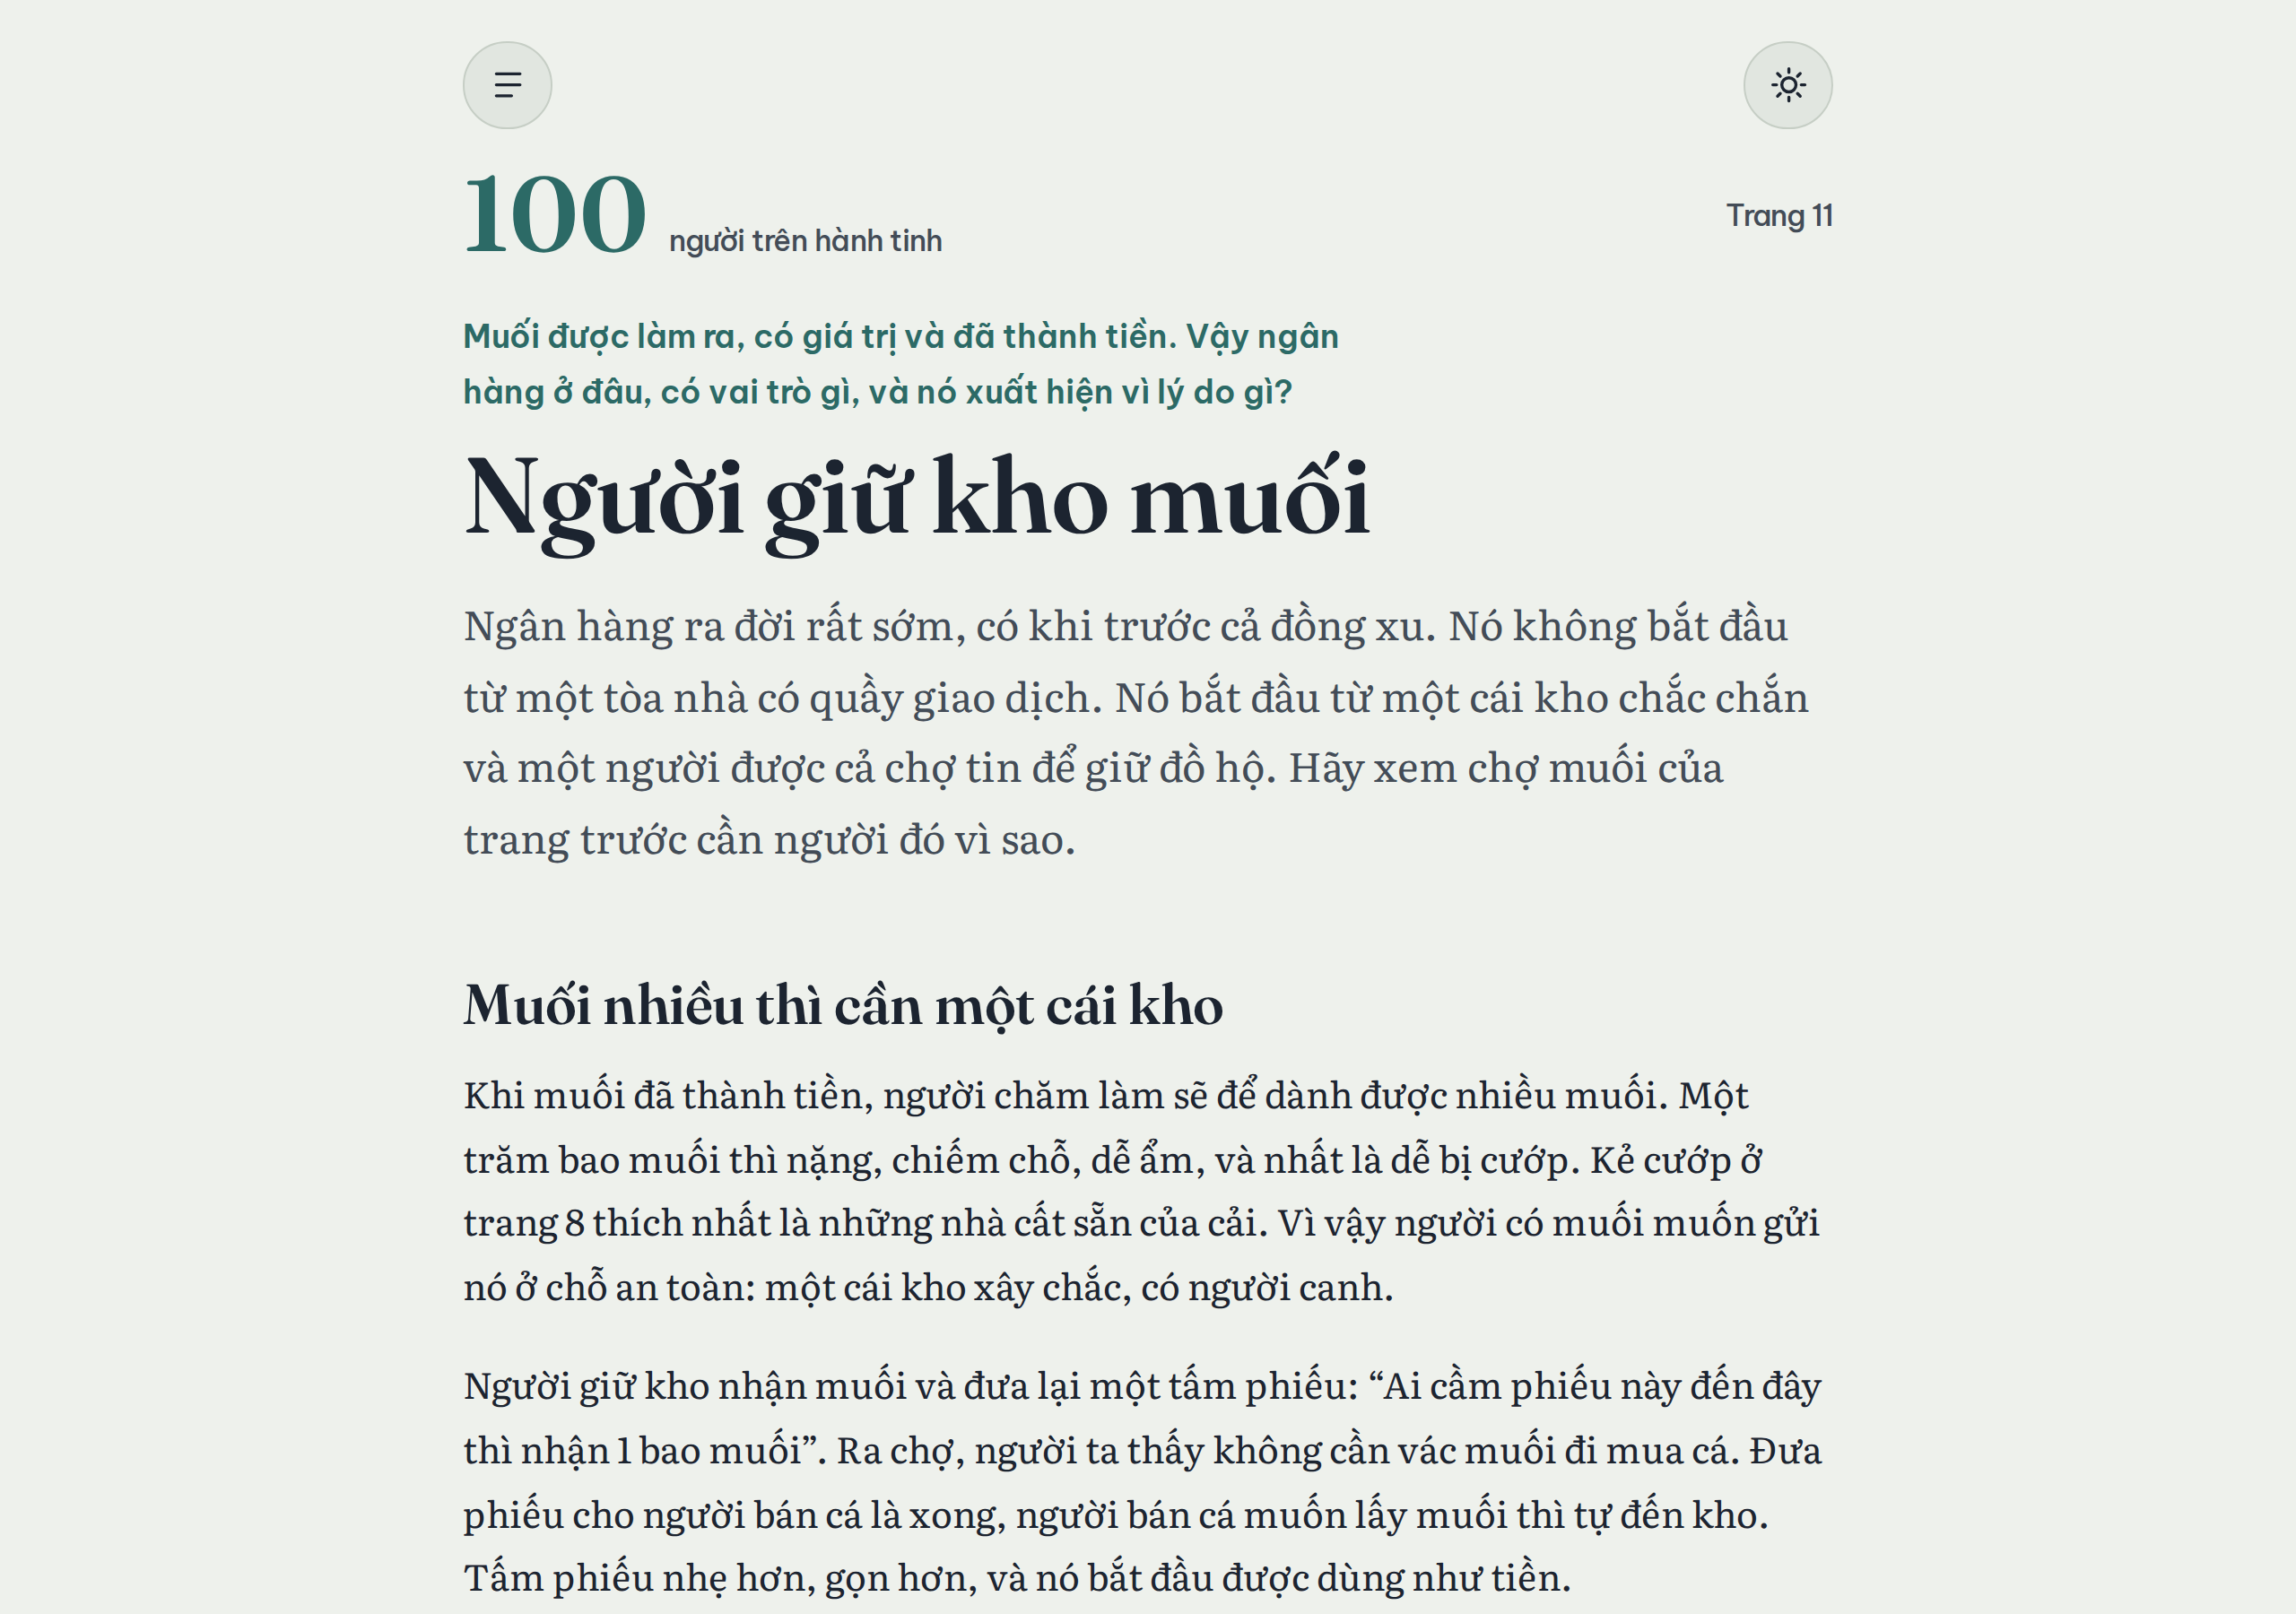 100 người trên hành tinh
Trang 11
Muối được làm ra, có giá trị và đã thành tiền. Vậy ngân
hàng ở đâu, có vai trò gì, và nó xuất hiện vì lý do gì?
Người giữ kho muối
Ngân hàng ra đời rất sớm, có khi trước cả đồng xu. Nó không bắt đầu
từ một tòa nhà có quầy giao dịch. Nó bắt đầu từ một cái kho chắc chắn
và một người được cả chợ tin để giữ đồ hộ. Hãy xem chợ muối của
trang trước cần người đó vì sao.
Muối nhiều thì cần một cái kho
Khi muối đã thành tiền, người chăm làm sẽ để dành được nhiều muối. Một
trăm bao muối thì nặng, chiếm chỗ, dễ ẩm, và nhất là dễ bị cướp. Kẻ cướp ở
trang 8 thích nhất là những nhà cất sẵn của cải. Vì vậy người có muối muốn gửi
nó ở chỗ an toàn: một cái kho xây chắc, có người canh.
Người giữ kho nhận muối và đưa lại một tấm phiếu: “Ai cầm phiếu này đến đây
thì nhận 1 bao muối”. Ra chợ, người ta thấy không cần vác muối đi mua cá. Đưa
phiếu cho người bán cá là xong, người bán cá muốn lấy muối thì tự đến kho.
Tấm phiếu nhẹ hơn, gọn hơn, và nó bắt đầu được dùng như tiền.